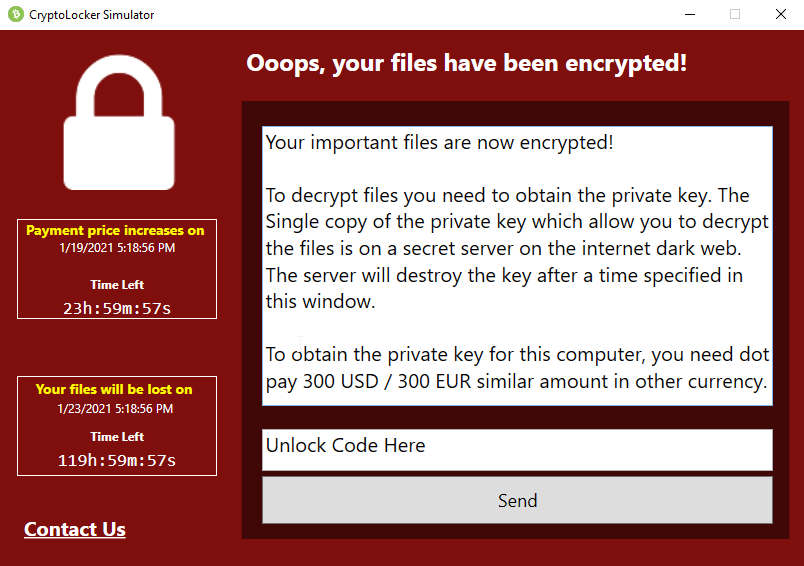 CryptoLocker Simulator
Ooops, your files have been encrypted!
Payment price increases on
1/19/2021 5:18:56 PM
Time Left
23h:59m:57s
Your files will be lost on
1/23/2021 5:18:56 PM
Time Left
119h:59m:57s
Contact Us
Your important files are now encrypted!
To decrypt files you need to obtain the private key. The
Single copy of the private key which allow you to decrypt
the files is on a secret server on the internet dark web.
The server will destroy the key after a time specified in
this window.
To obtain the private key for this computer, you need dot
pay 300 USD / 300 EUR similar amount in other currency.
Unlock Code Here
Send